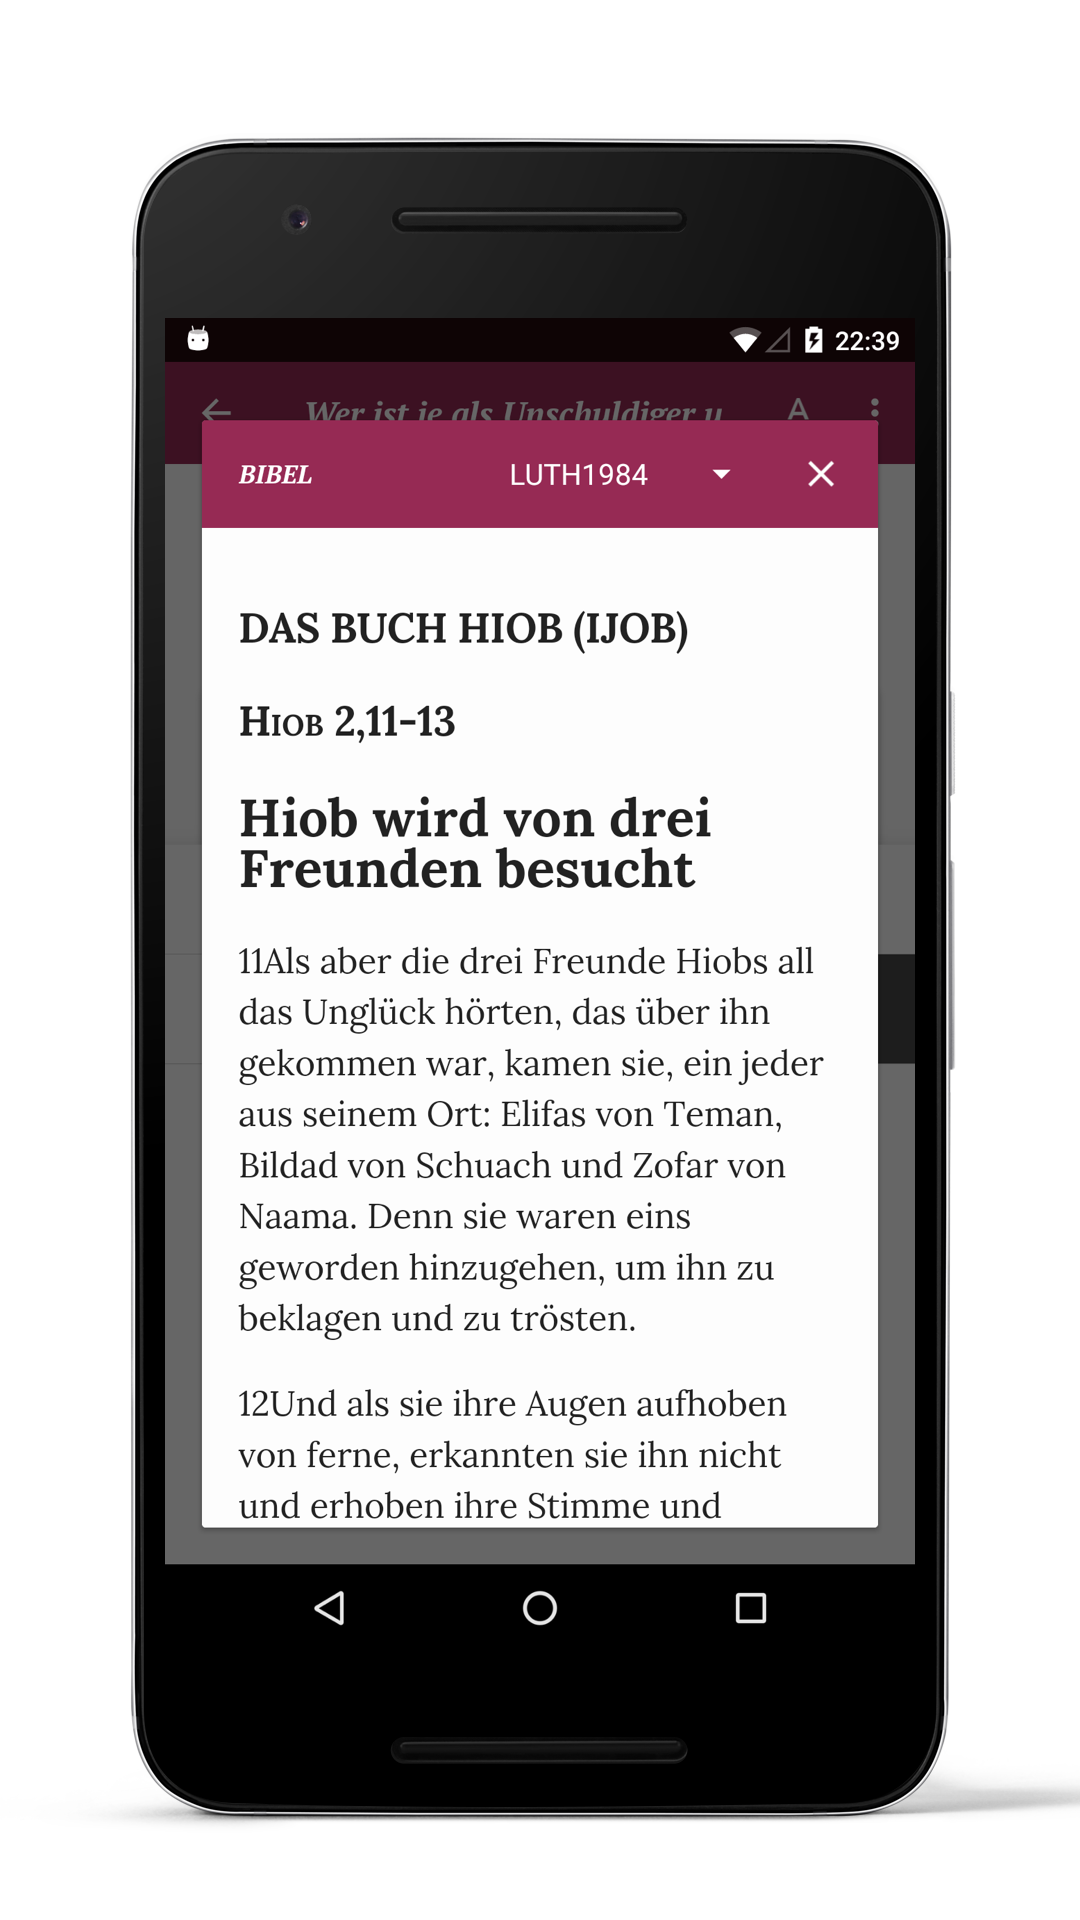 22:39
Wer ist je als Unschuldiger u
A
BIBEL
LUTH1984
DAS BUCH HIOB (IJOB)
Hiob 2,11-13
Hiob wird von drei
Freunden besucht
11Als aber die drei Freunde Hiobs all
das Unglück hörten, das über ihn
gekommen war, kamen sie, ein jeder
aus seinem Ort: Elifas von Teman,
Bildad von Schuach und Zofar von
Naama. Denn sie waren eins
geworden hinzugehen, um ihn zu
beklagen und zu trösten.
12Und als sie ihre Augen aufhoben
von ferne, erkannten sie ihn nicht
und erhoben ihre Stimme und